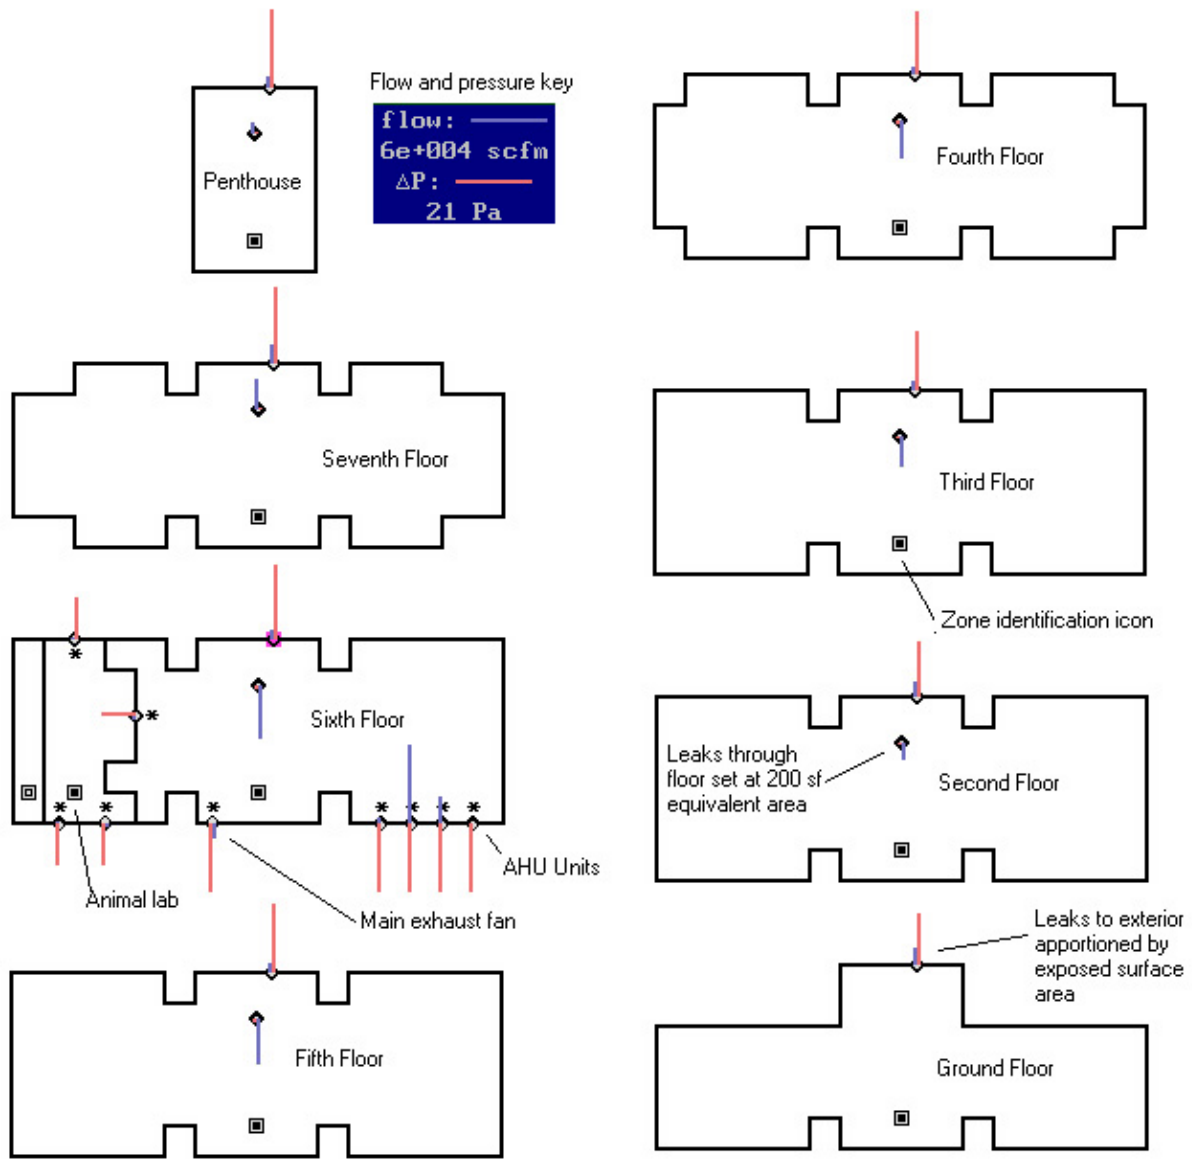 Flow and pressure key
flow:
6e+004 scfm
ΔP:
21 Pa
Penthouse
Fourth Floor
Seventh Floor
Third Floor
Zone identification icon
*
*
Sixth Floor
* * * * * * *
Animal lab
Main exhaust fan
AHU Units
Leaks through
floor set at 200 sf
equivalent area
Second Floor
Fifth Floor
Leaks to exterior
apportioned by
exposed surface
area
Ground Floor